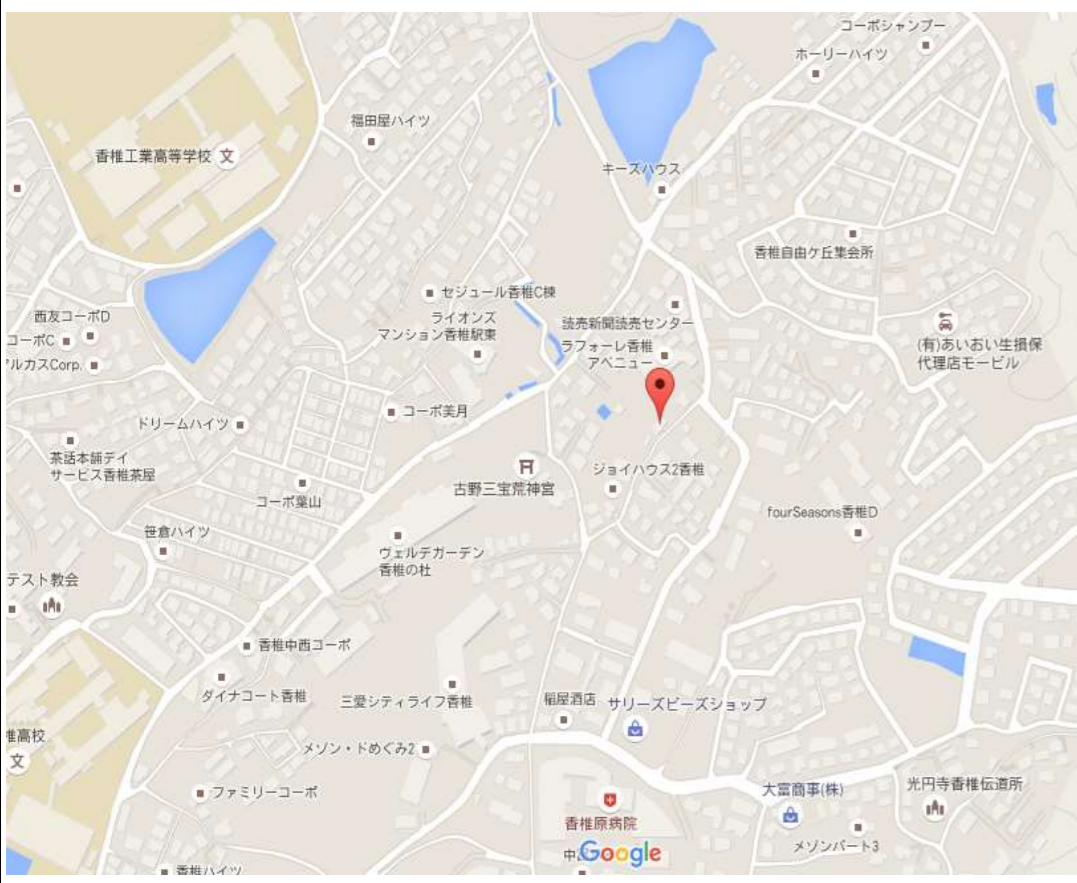 コーポシャンブー
ホーリーハイツ
福田屋ハイツ
香椎工業高等学校
文
キーズハウス
香椎自由ケ丘集会所
セジュール香椎C棟
西友コーポD
ライオンズ
マンション香椎駅東
読売新聞読売センター
コーポC
ラフォーレ香椎
アベニュー
(有)あいおい生損保
代理店モービル
アルカスCorp.
コーポ美月
ドリームハイツ
茶話本舗デイ
サービス香椎茶屋
ジョイハウス2香椎
古野三宝荒神宮
コーポ葉山
fourSeasons香椎D
笹倉ハイツ
ヴェルデガーデン
香椎の杜
テスト教会
香椎中西コーポ
ダイナコート香椎
三愛シティライフ香椎
稲屋酒店
サリーズビーズショップ
椎高校
文
メゾン・ドめぐみ2
ファミリーコーポ
大富商事(株)
光円寺香椎伝道所
香椎原病院
メゾンパート3
Google
香椎ハイツ